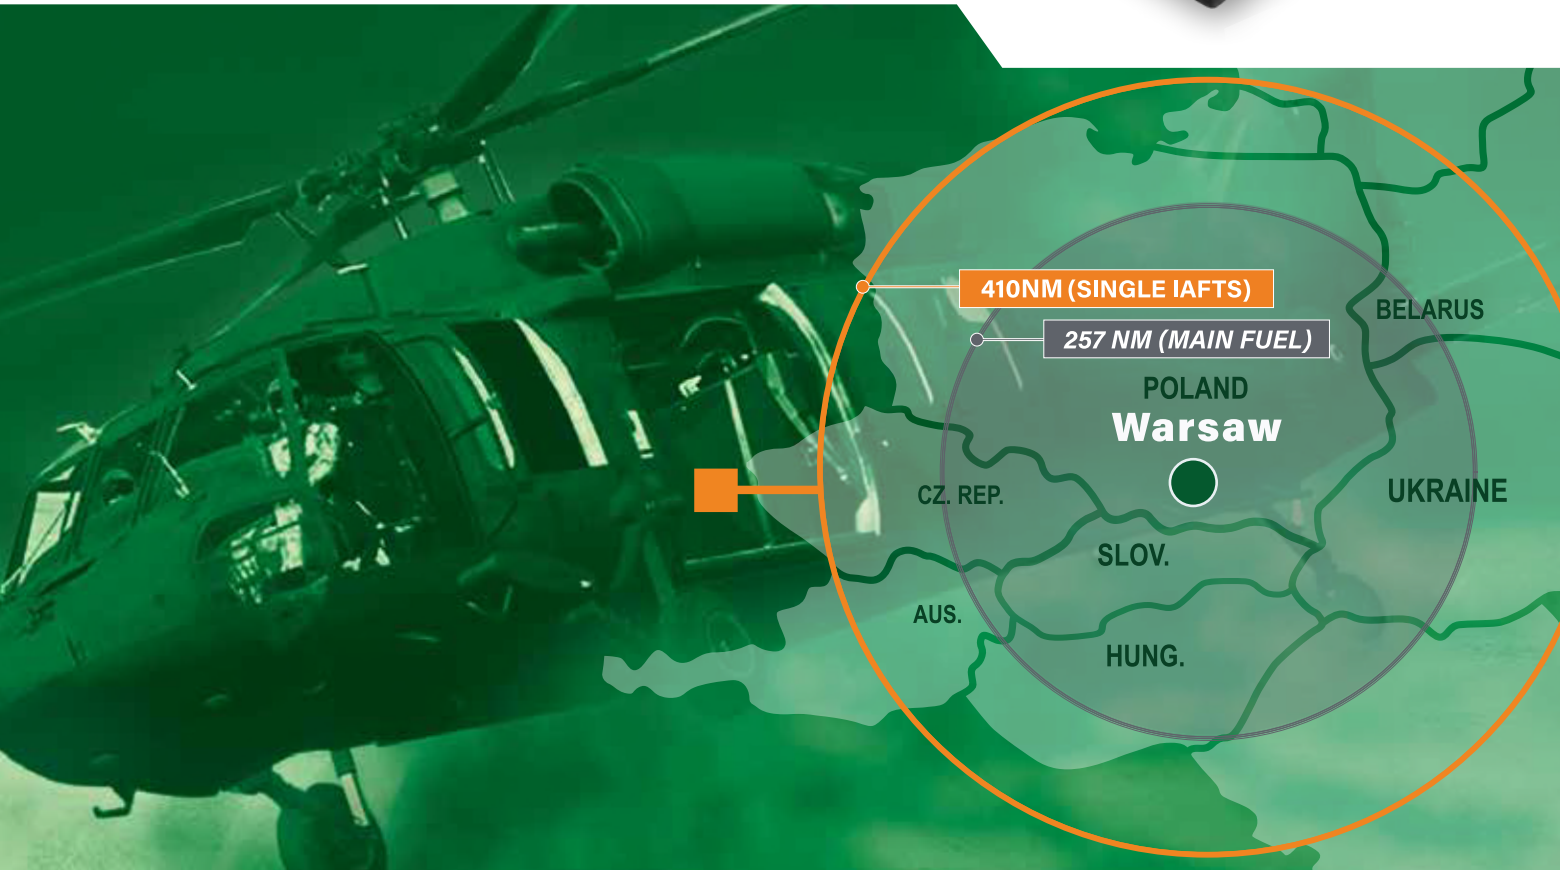 410NM (SINGLE IAFTS)
BELARUS
257 NM (MAIN FUEL)
POLAND
Warsaw
CZ. REP.
UKRAINE
SLOV.
AUS.
HUNG.